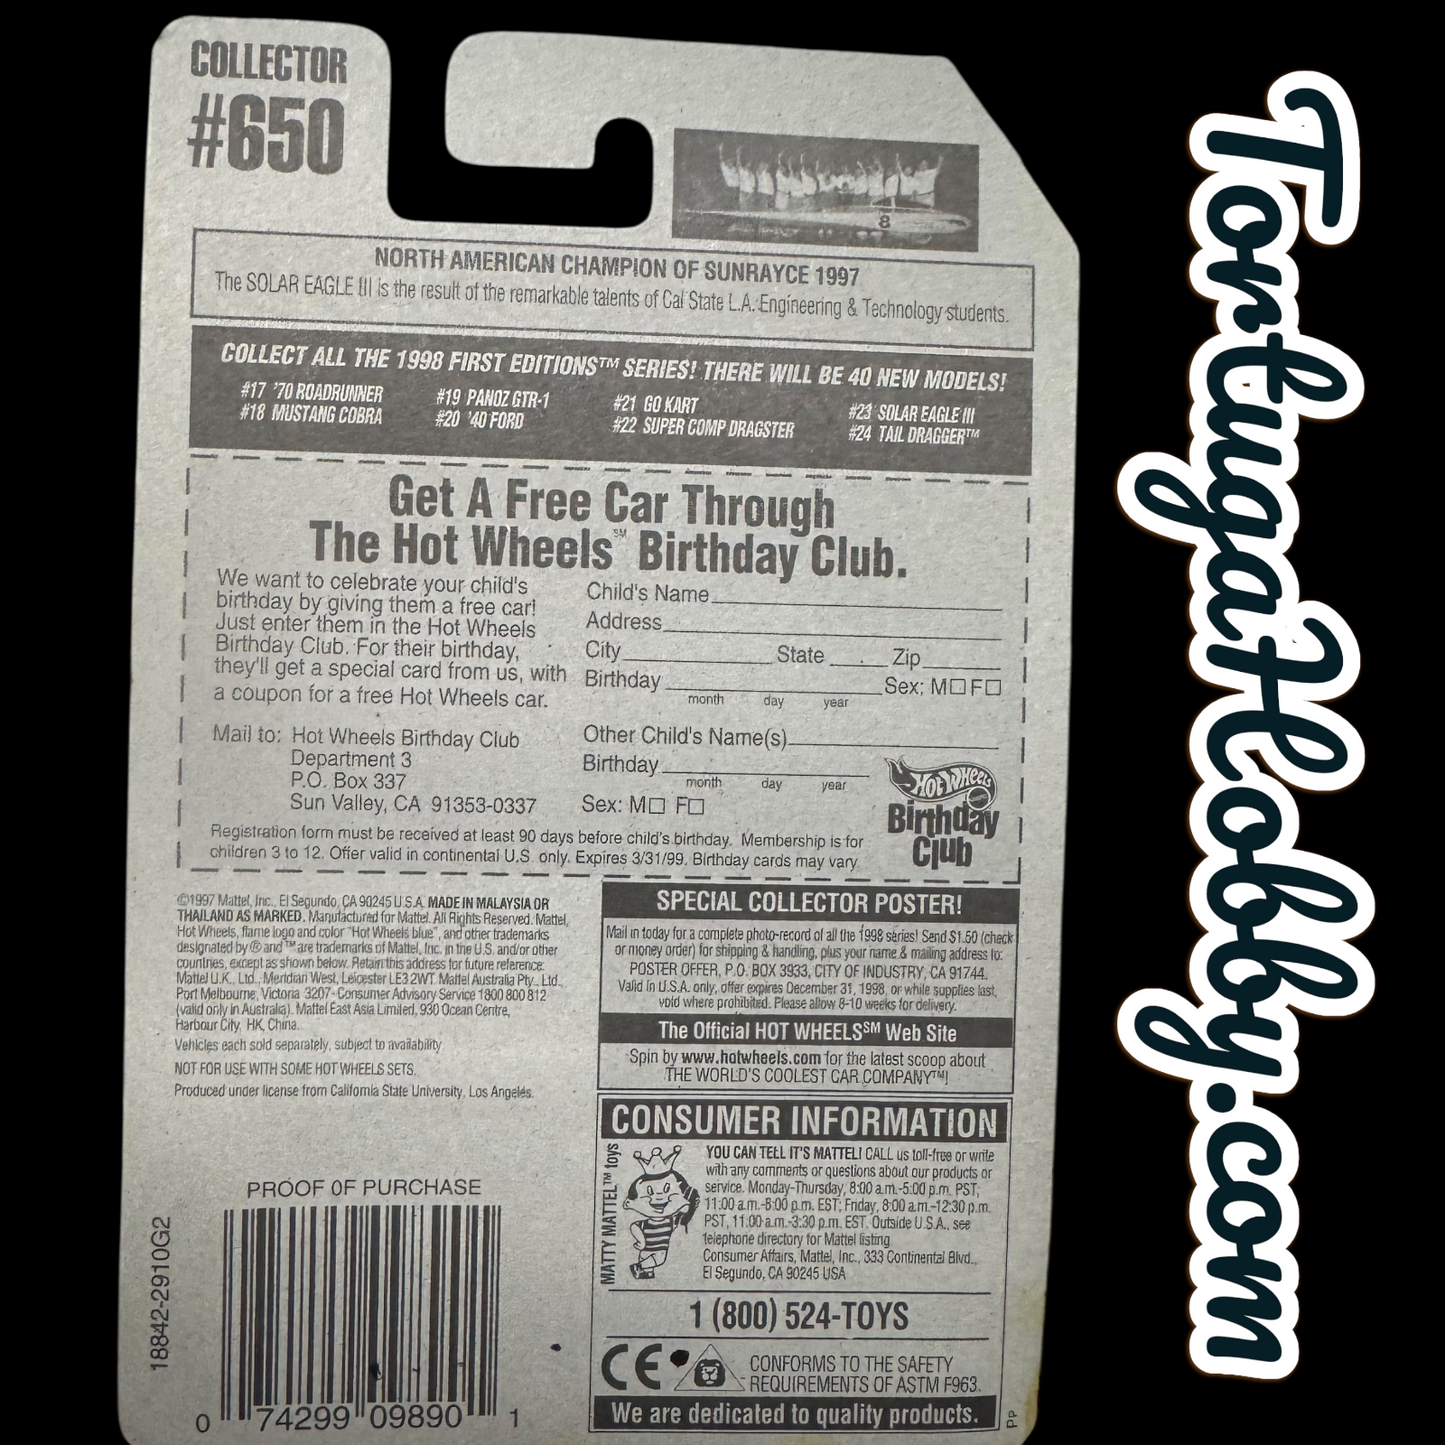 COLLECTOR
#650
8
NORTH AMERICAN CHAMPION OF SUNRAYCE 1997
The SOLAR EAGLE III is the result of the remarkable talents of Cal State L.A. Engineering & Technology students.
COLLECT ALL THE 1998 FIRST EDITIONS™ SERIES! THERE WILL BE 40 NEW MODELS!
#17 '70 ROADRUNNER #19 PANOZ GTR-1 #21 GO KART #23 SOLAR EAGLE III
#18 MUSTANG COBRA #20 '40 FORD #22 SUPER COMP DRAGSTER #24 TAIL DRAGGER™
Get A Free Car Through
The Hot Wheels℠ Birthday Club.
We want to celebrate your child's
birthday by giving them a free car!
Just enter them in the Hot Wheels
Birthday Club. For their birthday,
they'll get a special card from us, with
a coupon for a free Hot Wheels car.
Mail to: Hot Wheels Birthday Club
Department 3
P.O. Box 337
Sun Valley, CA 91353-0337
Child's Name
Address
City State Zip
Birthday Sex: M☐ F☐
month day year
Other Child's Name(s)
Birthday
month day year
Sex: M☐ F☐
HOT WHEELS
Birthday
Club
Registration form must be received at least 90 days before child's birthday. Membership is for
children 3 to 12. Offer valid in continental U.S. only. Expires 3/31/99. Birthday cards may vary.
©1997 Mattel, Inc., El Segundo, CA 90245 U.S.A. MADE IN MALAYSIA OR
THAILAND AS MARKED. Manufactured for Mattel. All Rights Reserved. Mattel,
Hot Wheels, flame logo and color "Hot Wheels blue", and other trademarks
designated by ® and ™ are trademarks of Mattel, Inc. in the U.S. and/or other
countries, except as shown below. Retain this address for future reference:
Mattel U.K., Ltd., Meridian West, Leicester LE3 2WT. Mattel Australia Pty., Ltd.,
Port Melbourne, Victoria 3207- Consumer Advisory Service 1800 800 812
(valid only in Australia). Mattel East Asia Limited, 930 Ocean Centre,
Harbour City, HK, China.
Vehicles each sold separately, subject to availability.
NOT FOR USE WITH SOME HOT WHEELS SETS.
Produced under license from California State University, Los Angeles.
PROOF OF PURCHASE
18842-2910G2
0 74299 09890 1
SPECIAL COLLECTOR POSTER!
Mail in today for a complete photo-record of all the 1998 series! Send $1.50 (check
or money order) for shipping & handling, plus your name & mailing address to:
POSTER OFFER, P.O. BOX 3933, CITY OF INDUSTRY, CA 91744.
Valid in U.S.A. only, offer expires December 31, 1998, or while supplies last,
void where prohibited. Please allow 8-10 weeks for delivery.
The Official HOT WHEELS℠ Web Site
Spin by www.hotwheels.com for the latest scoop about
THE WORLD'S COOLEST CAR COMPANY™!
CONSUMER INFORMATION
MATTY MATTEL™ toys
YOU CAN TELL IT'S MATTEL! CALL us toll-free or write
with any comments or questions about our products or
service. Monday-Thursday, 8:00 a.m.-5:00 p.m. PST,
11:00 a.m.-8:00 p.m. EST; Friday, 8:00 a.m.-12:30 p.m.
PST, 11:00 a.m.-3:30 p.m. EST. Outside U.S.A., see
telephone directory for Mattel listing.
Consumer Affairs, Mattel, Inc., 333 Continental Blvd.,
El Segundo, CA 90245 USA
1 (800) 524-TOYS
CE
CONFORMS TO THE SAFETY
REQUIREMENTS OF ASTM F963.
We are dedicated to quality products.
PP
TortugaHobby.com